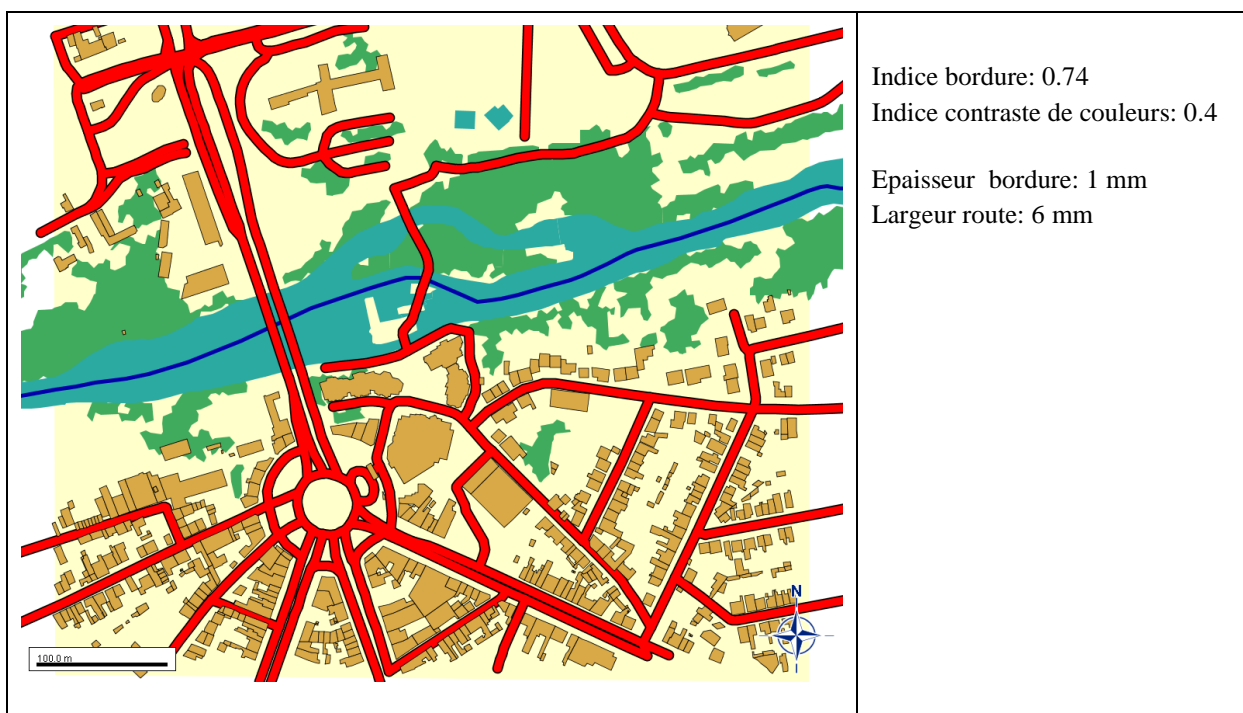 Indice bordure: 0.74
Indice contraste de couleurs: 0.4
Epaisseur bordure: 1 mm
Largeur route: 6 mm
N
100.0 m